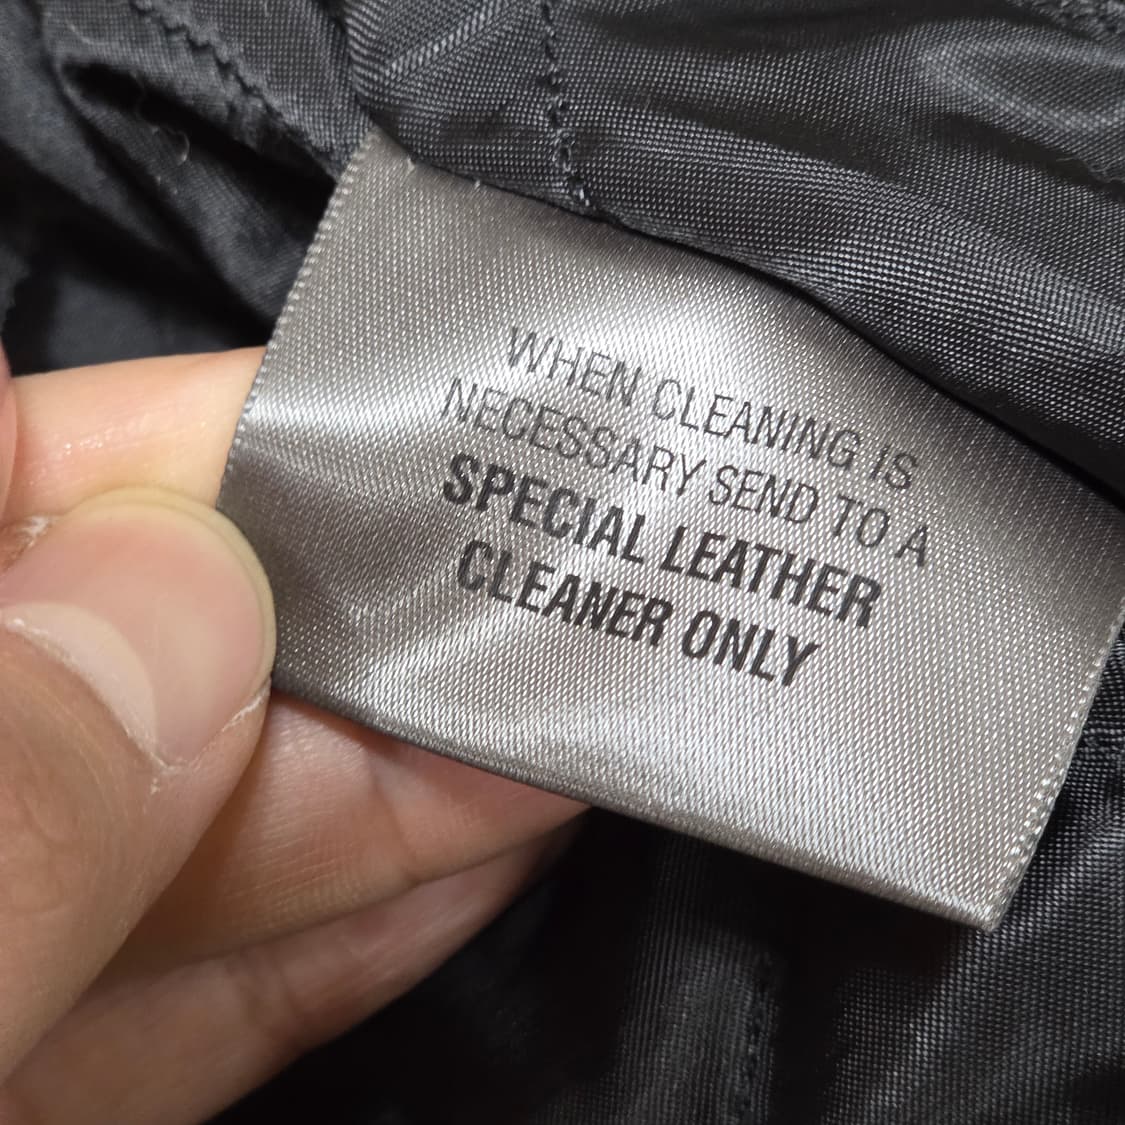 WHEN CLEANING IS
NECESSARY SEND TO A
SPECIAL LEATHER
CLEANER ONLY